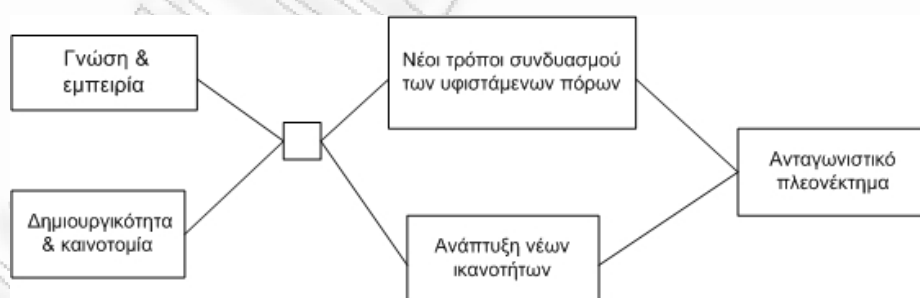 Γνώση &
εμπειρία
Δημιουργικότητα
& καινοτομία
Νέοι τρόποι συνδυασμού
των υφιστάμενων πόρων
Ανάπτυξη νέων
ικανοτήτων
Ανταγωνιστικό
πλεονέκτημα